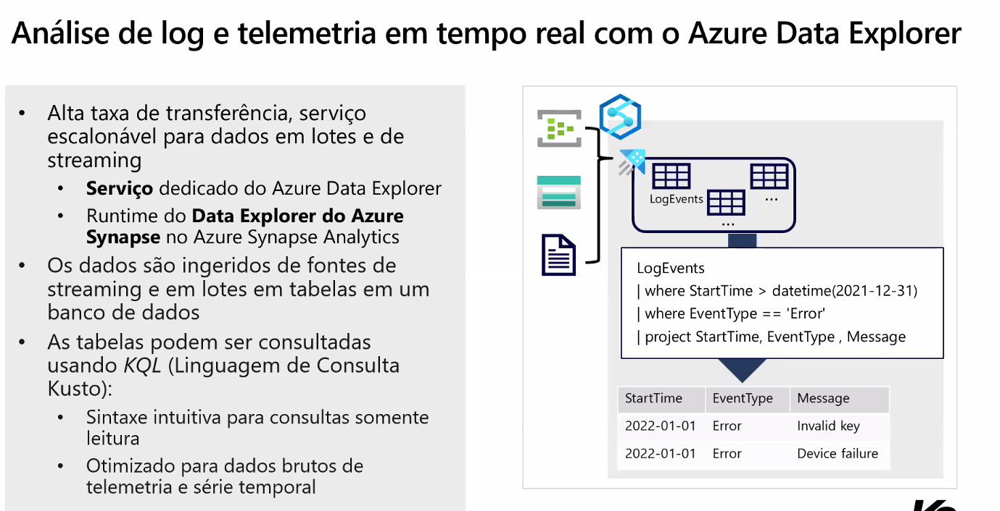 Análise de log e telemetria em tempo real com o Azure Data Explorer
• Alta taxa de transferência, serviço
escalonável para dados em lotes e de
streaming
• Serviço dedicado do Azure Data Explorer
• Runtime do Data Explorer do Azure
Synapse no Azure Synapse Analytics
• Os dados são ingeridos de fontes de
streaming e em lotes em tabelas em um
banco de dados
• As tabelas podem ser consultadas
usando KQL (Linguagem de Consulta
Kusto):
• Sintaxe intuitiva para consultas somente
leitura
• Otimizado para dados brutos de
telemetria e série temporal
LogEvents
...
...
LogEvents
| where StartTime > datetime(2021-12-31)
| where EventType == 'Error'
| project StartTime, EventType , Message
StartTime EventType Message
2022-01-01 Error Invalid key
2022-01-01 Error Device failure